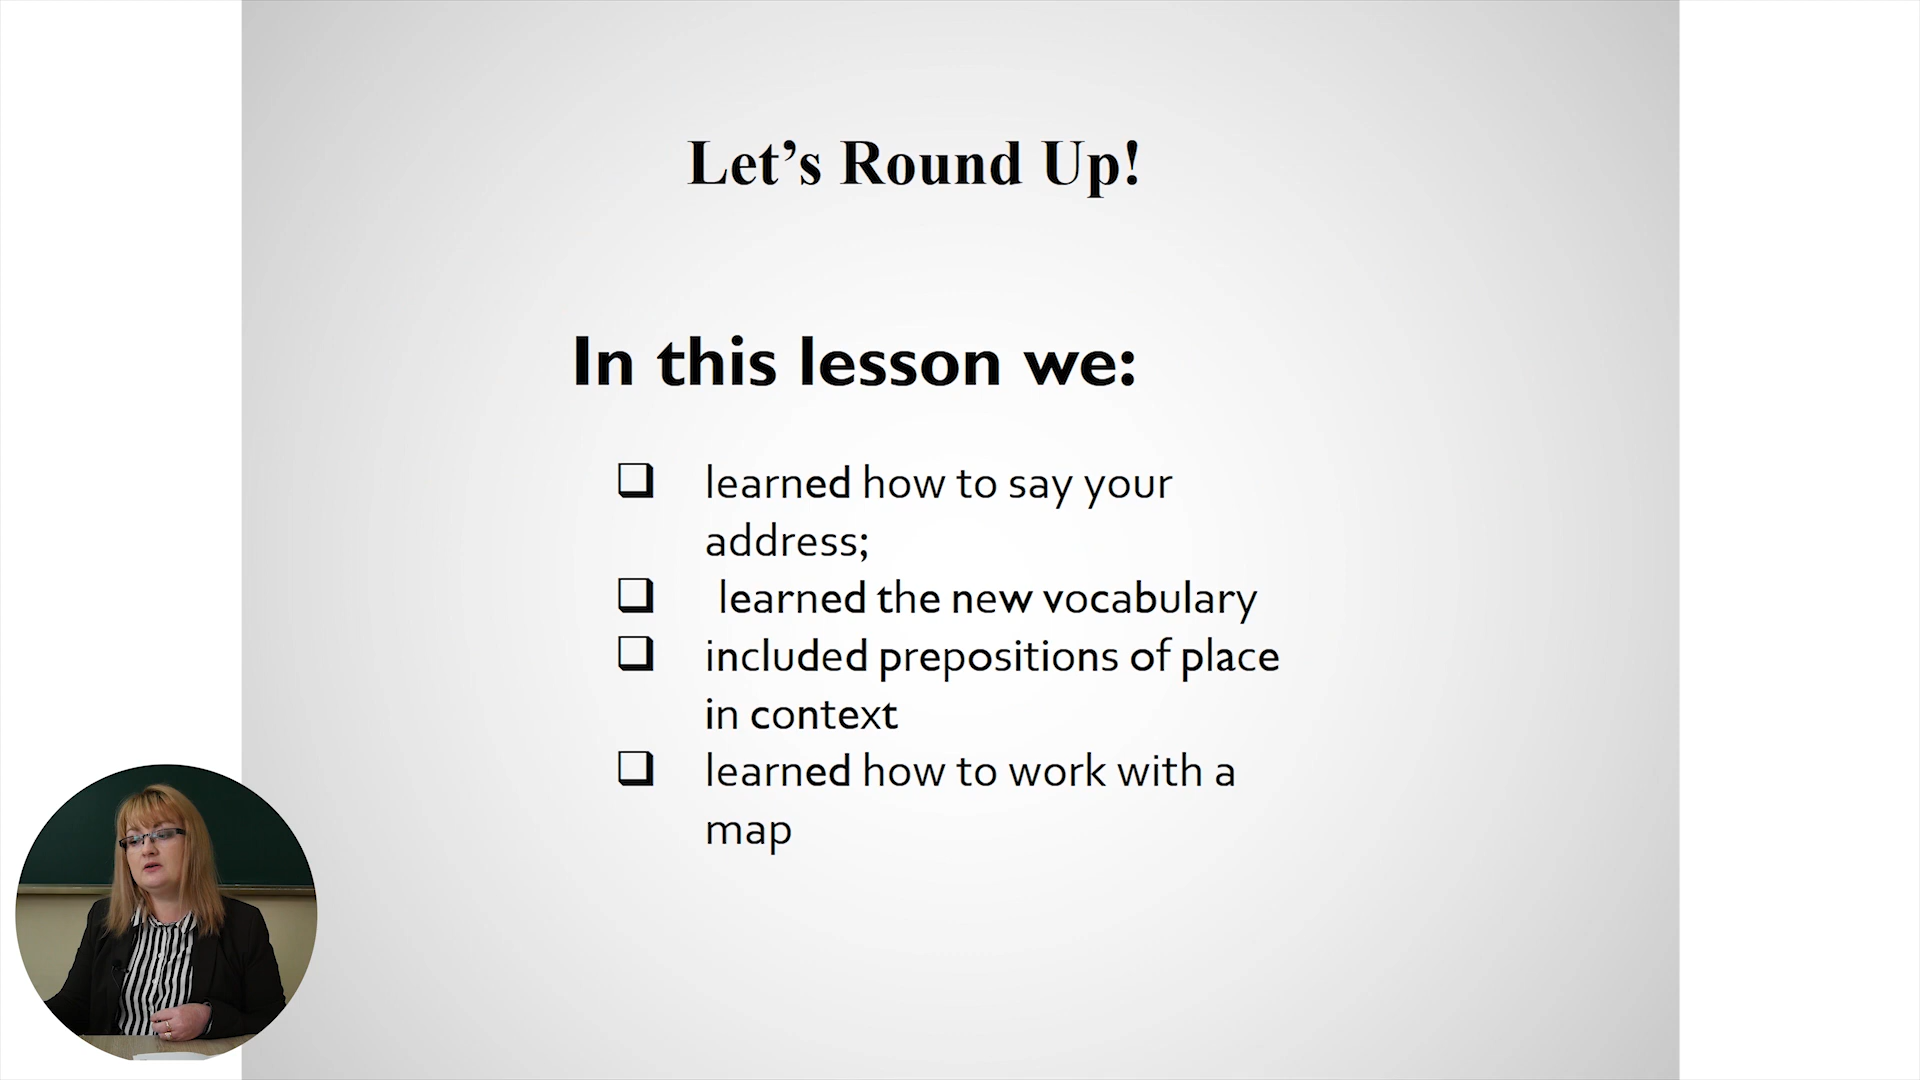 Let’s Round Up!
In this lesson we:
❑ learned how to say your
address;
❑ learned the new vocabulary
❑ included prepositions of place
in context
❑ learned how to work with a
map